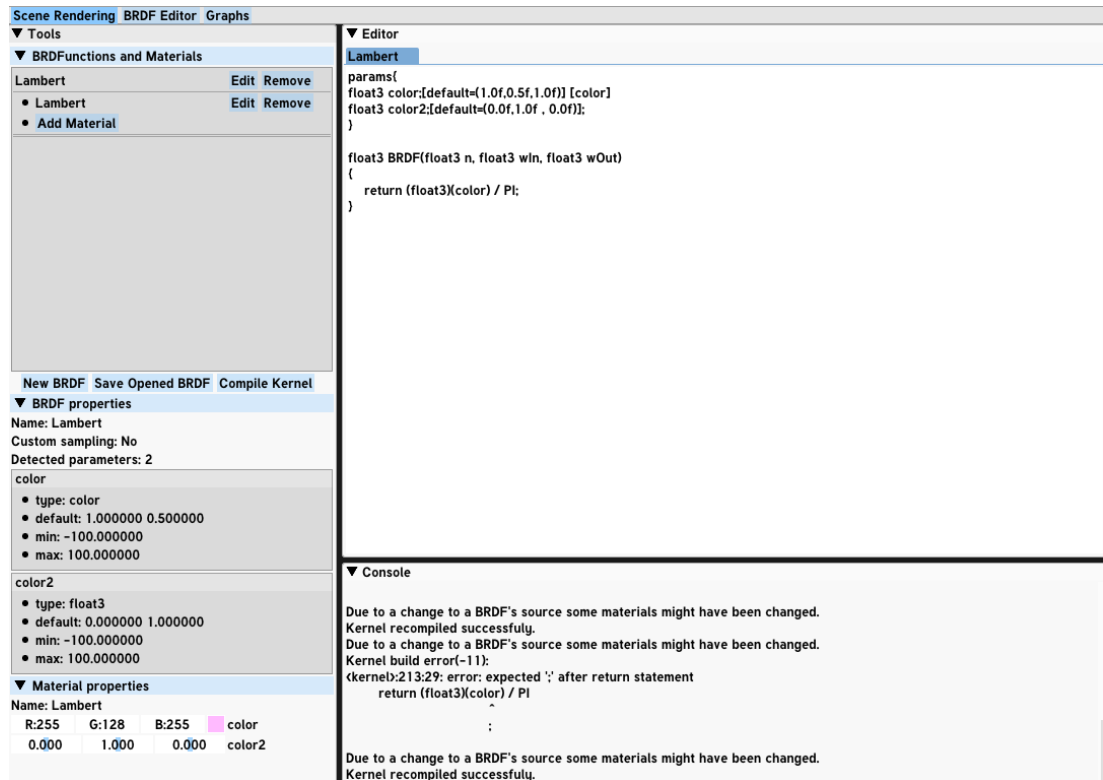 Scene Rendering BRDF Editor Graphs
▼ Tools
▼ BRDFunctions and Materials
Lambert Edit Remove
• Lambert Edit Remove
• Add Material
New BRDF Save Opened BRDF Compile Kernel
▼ BRDF properties
Name: Lambert
Custom sampling: No
Detected parameters: 2
color
• type: color
• default: 1.000000 0.500000
• min: -100.000000
• max: 100.000000
color2
• type: float3
• default: 0.000000 1.000000
• min: -100.000000
• max: 100.000000
▼ Material properties
Name: Lambert
R:255 G:128 B:255 color
0.000 1.000 0.000 color2
▼ Editor
Lambert
params{
float3 color;[default=(1.0f,0.5f,1.0f)] [color]
float3 color2;[default=(0.0f,1.0f , 0.0f)];
}
float3 BRDF(float3 n, float3 wIn, float3 wOut)
{
return (float3)(color) / PI;
}
▼ Console
Due to a change to a BRDF's source some materials might have been changed.
Kernel recompiled successfuly.
Due to a change to a BRDF's source some materials might have been changed.
Kernel build error(-11):
<kernel>:213:29: error: expected ';' after return statement
return (float3)(color) / PI
^
;
Due to a change to a BRDF's source some materials might have been changed.
Kernel recompiled successfuly.